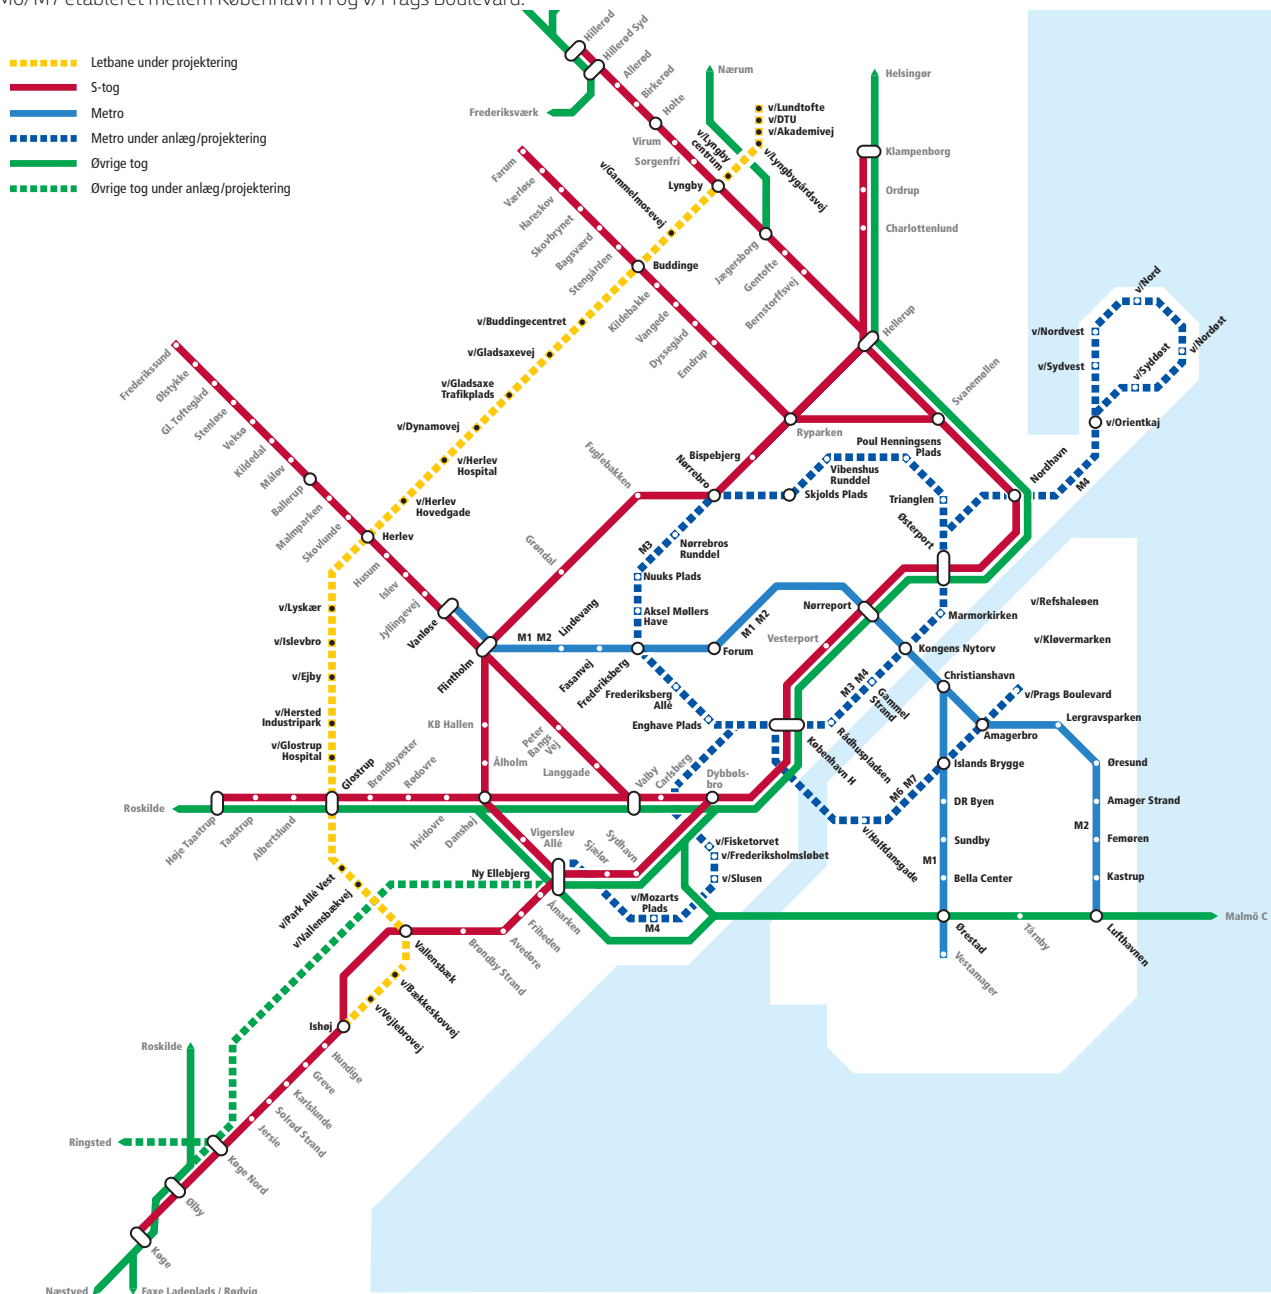 M6/M7 etableret mellem København H og v/Prags Boulevard.
Letbane under projektering
S-tog
Metro
Metro under anlæg/projektering
Øvrige tog
Øvrige tog under anlæg/projektering
Hillerød
Hillerød Syd
Allerød
Birkerød
Holte
Frederiksværk
Virum
Sorgenfri
Lyngby
Nærum
Helsingør
v/Lundtofte
v/DTU
v/Akademivej
v/Lyngbygårdsvej
v/Lyngby
centrum
v/Gammelmosevej
Klampenborg
Ordrup
Charlottenlund
Hellerup
Jægersborg
Gentofte
Bernstorffsvej
Farum
Værløse
Hareskov
Skovbrynet
Bagsværd
Stengården
Buddinge
Kildebakke
Vangede
Dyssegård
Emdrup
v/Buddingecentret
v/Gladsaxevej
v/Gladsaxe
Trafikplads
v/Dynamovej
v/Herlev
Hospital
v/Herlev
Hovedgade
Herlev
Frederikssund
Ølstykke
Gl. Toftegård
Stenløse
Veksø
Kildedal
Måløv
Ballerup
Malmparken
Skovlunde
Husum
Islev
Jyllingevej
Vanløse
Flintholm
v/Nord
v/Nordvest
v/Nordøst
v/Sydvest
v/Syddøst
v/Orientkaj
Svanemøllen
Ryparken
Nordhavn
M4
Bispebjerg
Nørrebro
Fuglebakken
Grøndal
Poul Henningsens
Plads
Vibenshus
Runddel
Skjolds Plads
Trianglen
Østerport
M3
Nørrebros
Runddel
Nuuks Plads
Aksel Møllers
Have
M1 M2
Lindevang
Fasanvej
Frederiksberg
Forum
M1 M2
Nørreport
Vesterport
Marmorkirken
Kongens Nytorv
v/Refshaleøen
v/Kløvermarken
Christianshavn
v/Prags Boulevard
Lergravsparken
Amagerbro
M3 M4
Gammel
Strand
Rådhuspladsen
København H
Frederiksberg
Allé
Enghave Plads
v/Lyskær
v/Islevbro
v/Ejby
v/Hersted
Industripark
v/Glostrup
Hospital
Glostrup
Brøndbyøster
Rødovre
Hvidovre
Danshøj
KB Hallen
Ålholm
Peter
Bangs
Vej
Langgade
Valby
Carlsberg
Dybbøls-
bro
Islands Brygge
M6 M7
v/Halfdansgade
Øresund
DR Byen
Amager Strand
M2
Sundby
Femøren
M1
Bella Center
Kastrup
Roskilde
Høje Taastrup
Taastrup
Albertslund
Vigerslev
Allé
Sjælør
Sydhavn
Ny Ellebjerg
v/Fisketorvet
v/Frederiksholmsløbet
v/Slusen
v/Mozarts
Plads
M4
v/Park Allé Vest
v/Vallensbækvej
Vallensbæk
Åmarken
Friheden
Avedøre
Brøndby Strand
Ørestad
Vestamager
Tårnby
Lufthavnen
Malmö C
v/Bækkeskovvej
v/Vejlebrovej
Ishøj
Hundige
Greve
Karlslunde
Solrød Strand
Jersie
Roskilde
Ringsted
Køge Nord
Ølby
Køge
Næstved
Faxe Ladeplads / Rødvig